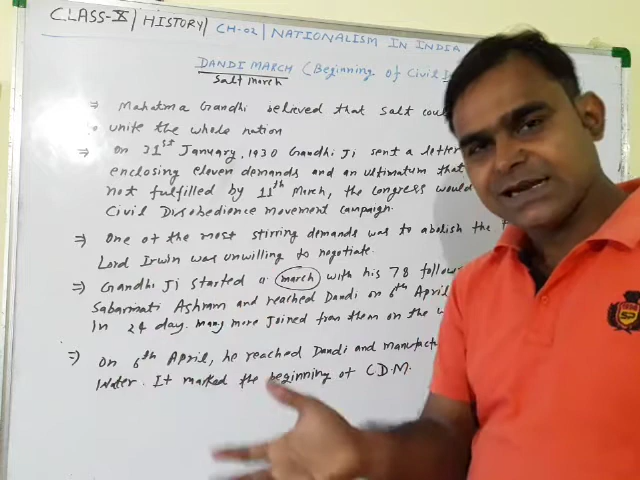 CLASS-X | HISTORY | CH-02 | NATIONALISM IN INDIA
DANDI MARCH (Beginning of Civil
Salt March
⇒ Mahatma Gandhi believed that salt
to unite the whole nation
⇒ On 31st January, 1930 Gandhi Ji sent a letter
enclosing eleven demands and an ultimatum that
not fulfilled by 11th March, the Congress would
Civil Disobedience movement campaign.
⇒ One of the most stirring demands was to abolish the
Lord Irwin was unwilling to negotiate.
⇒ Gandhi Ji started a march with his 78
Sabarmati Ashram and reached Dandi on 6th April
In 24 day. many more joined from them on the
⇒ On 6th April, he reached Dandi and
Water. It marked the beginning of C.D.M.
SP